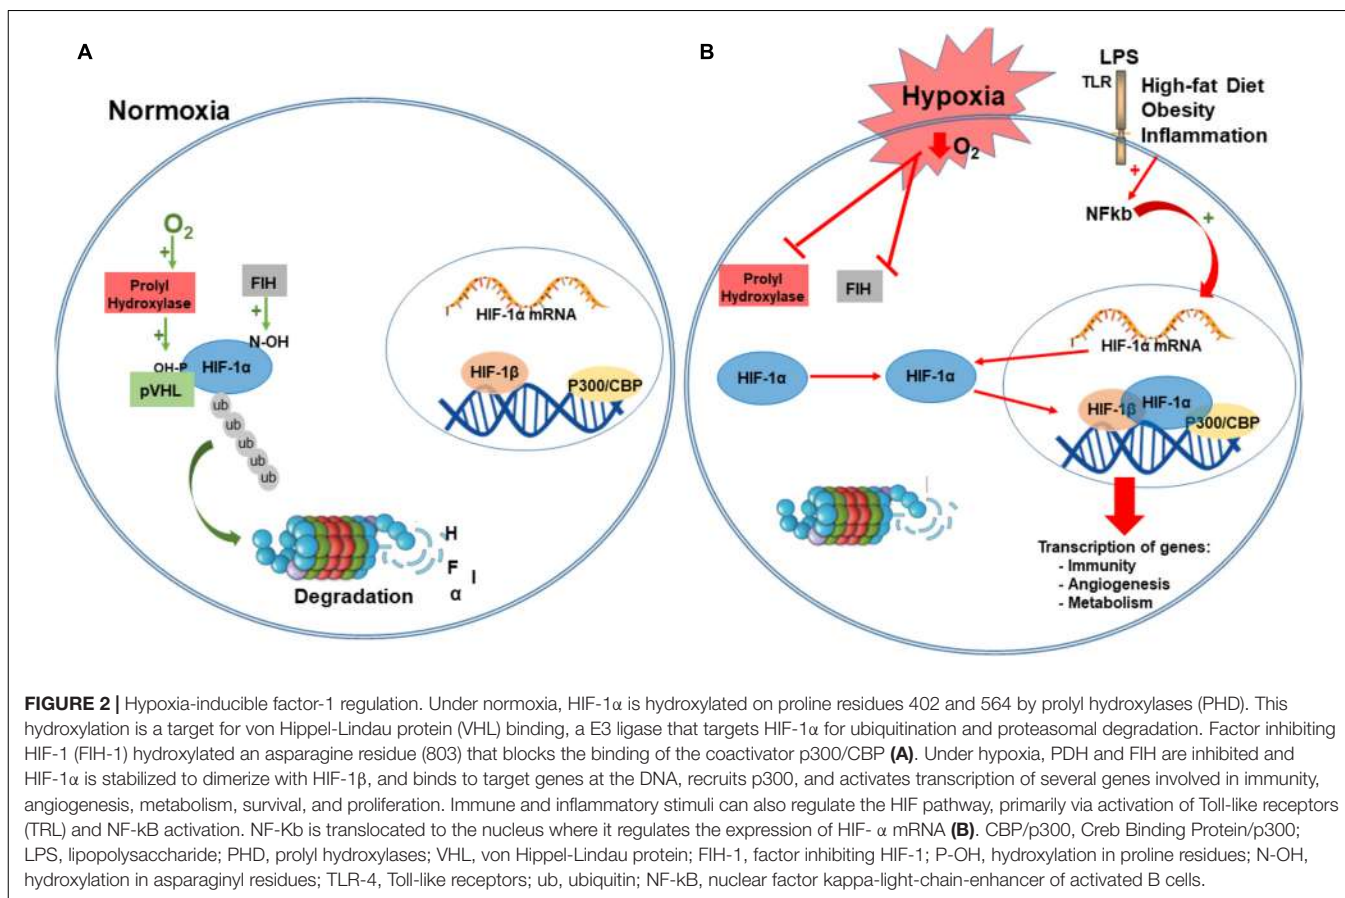 A
Normoxia
O2
+
Prolyl
Hydroxylase
FIH
+
+
N-OH
OH-P
HIF-1α
pVHL
ub
ub
ub
ub
ub
HIF-1α mRNA
HIF-1β
P300/CBP
H
F
I
α
Degradation
B
Hypoxia
O2
LPS
TLR
High-fat Diet
Obesity
Inflammation
+
NFkb
+
Prolyl
Hydroxylase
FIH
HIF-1α mRNA
HIF-1α
HIF-1α
HIF-1β
HIF-1α
P300/CBP
Transcription of genes:
- Immunity
- Angiogenesis
- Metabolism
FIGURE 2 | Hypoxia-inducible factor-1 regulation. Under normoxia, HIF-1α is hydroxylated on proline residues 402 and 564 by prolyl hydroxylases (PHD). This
hydroxylation is a target for von Hippel-Lindau protein (VHL) binding, a E3 ligase that targets HIF-1α for ubiquitination and proteasomal degradation. Factor inhibiting
HIF-1 (FIH-1) hydroxylated an asparagine residue (803) that blocks the binding of the coactivator p300/CBP (A). Under hypoxia, PDH and FIH are inhibited and
HIF-1α is stabilized to dimerize with HIF-1β, and binds to target genes at the DNA, recruits p300, and activates transcription of several genes involved in immunity,
angiogenesis, metabolism, survival, and proliferation. Immune and inflammatory stimuli can also regulate the HIF pathway, primarily via activation of Toll-like receptors
(TRL) and NF-kB activation. NF-Kb is translocated to the nucleus where it regulates the expression of HIF- α mRNA (B). CBP/p300, Creb Binding Protein/p300;
LPS, lipopolysaccharide; PHD, prolyl hydroxylases; VHL, von Hippel-Lindau protein; FIH-1, factor inhibiting HIF-1; P-OH, hydroxylation in proline residues; N-OH,
hydroxylation in asparaginyl residues; TLR-4, Toll-like receptors; ub, ubiquitin; NF-kB, nuclear factor kappa-light-chain-enhancer of activated B cells.